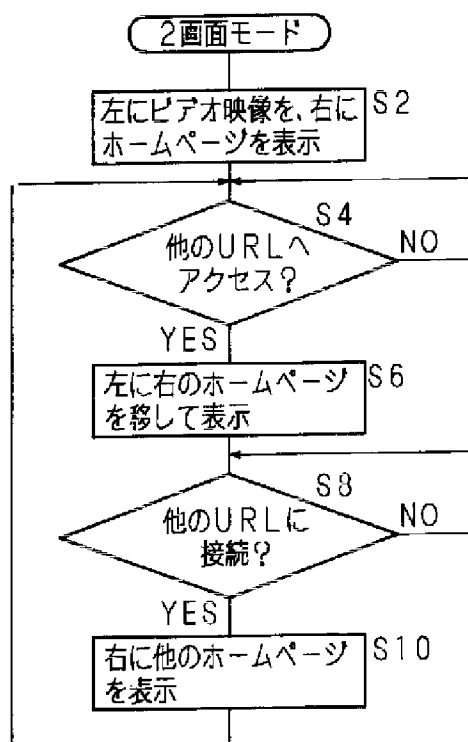 2画面モード
左にビデオ映像を、右に
ホームページを表示
S2
S4
他のURLへ
アクセス?
NO
YES
左に右のホームページ
を移して表示
S6
S8
他のURLに
接続?
NO
YES
右に他のホームページ
を表示
S10